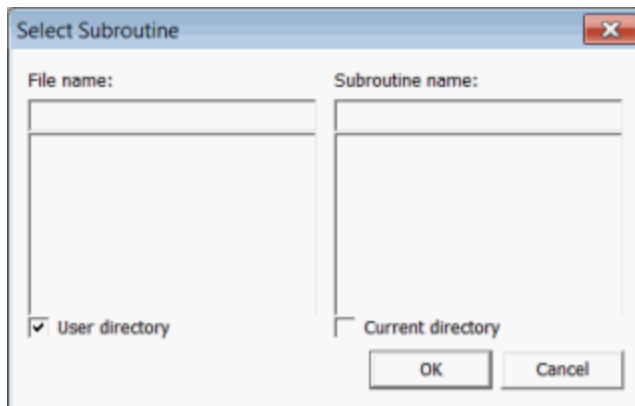 Select Subroutine
File name:
Subroutine name:
User directory
Current directory
OK
Cancel